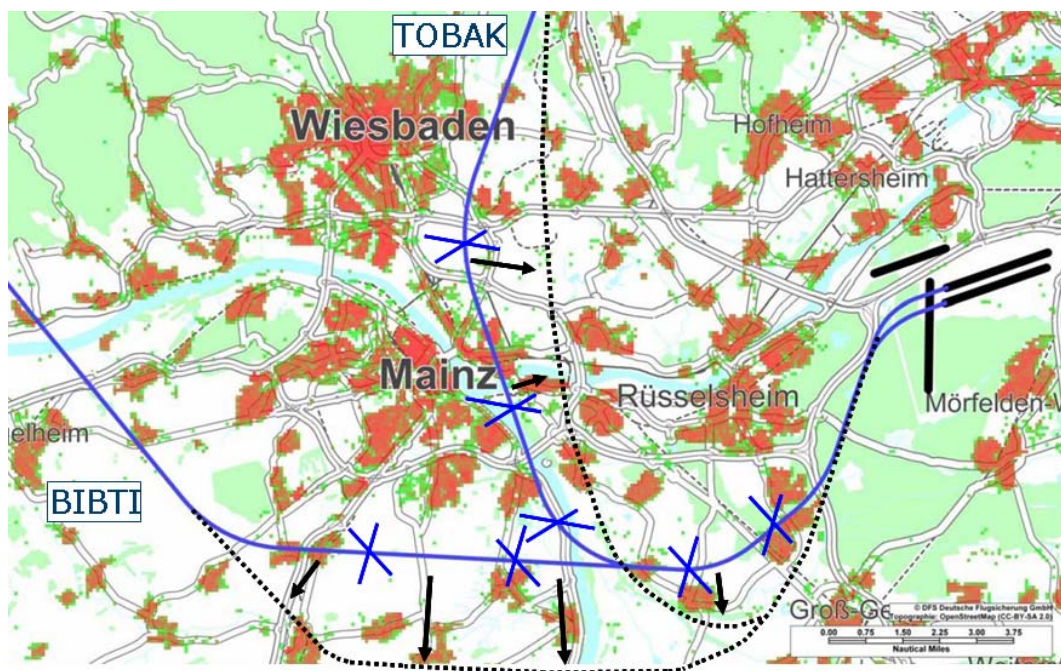 TOBAK
Wiesbaden
Hofheim
Hattersheim
Mainz
Rüsselsheim
Mörfelden-W
elheim
BIBTI
Groß-Ge
© DFS Deutsche Flugsicherung GmbH
Topographie: OpenStreetMap (CC-BY-SA 2.0)
0.00 0.75 1.50 2.25 3.00 3.75
Nautical Miles